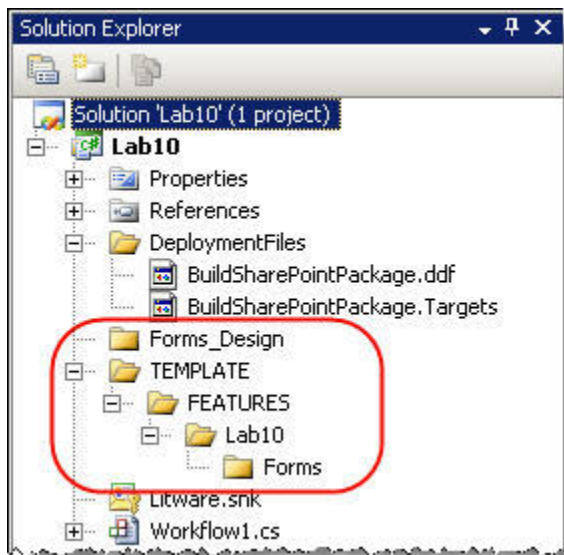 Solution Explorer
Solution 'Lab10' (1 project)
Lab10
Properties
References
DeploymentFiles
BuildSharePointPackage.ddf
BuildSharePointPackage.Targets
Forms_Design
TEMPLATE
FEATURES
Lab10
Forms
Litware.snk
Workflow1.cs